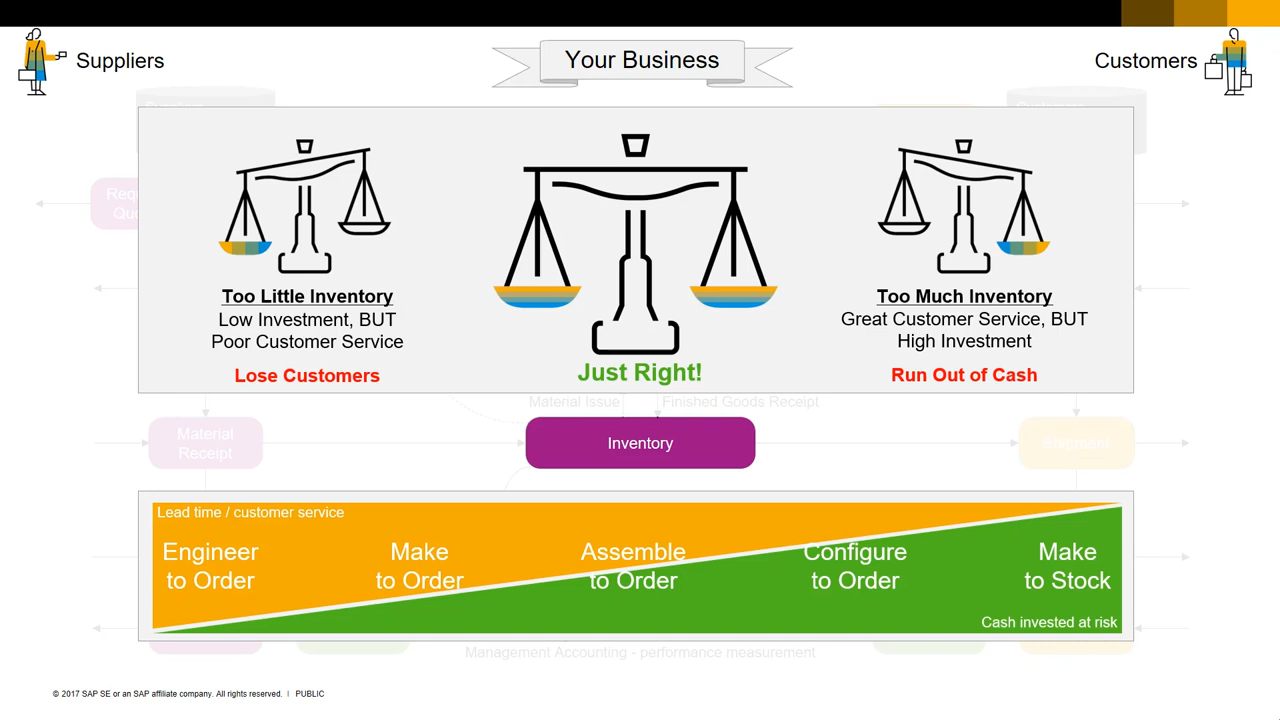 Suppliers
Your Business
Customers
Too Little Inventory
Low Investment, BUT
Poor Customer Service
Lose Customers
Just Right!
Too Much Inventory
Great Customer Service, BUT
High Investment
Run Out of Cash
Material Issue
Finished Goods Receipt
Material
Receipt
Inventory
Shipment
Lead time / customer service
Engineer
to Order
Make
to Order
Assemble
to Order
Configure
to Order
Make
to Stock
Cash invested at risk
Management Accounting - performance measurement
© 2017 SAP SE or an SAP affiliate company. All rights reserved. | PUBLIC